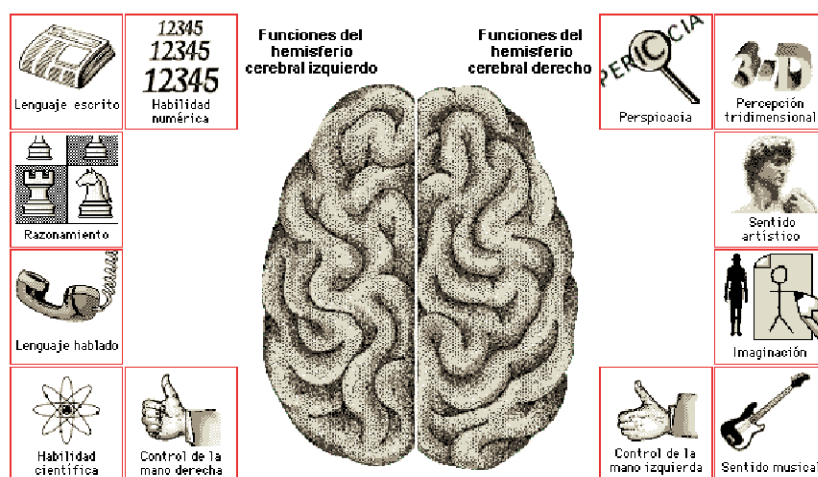 Funciones del
hemisferio
cerebral izquierdo
Funciones del
hemisferio
cerebral derecho
Lenguaje escrito
12345
12345
12345
Habilidad
numérica
PERICACIA
Perspicacia
3-D
Percepción
tridimensional
Razonamiento
Sentido
artístico
Lenguaje hablado
Imaginación
Habilidad
científica
Control de la
mano derecha
Control de la
mano izquierda
Sentido musical